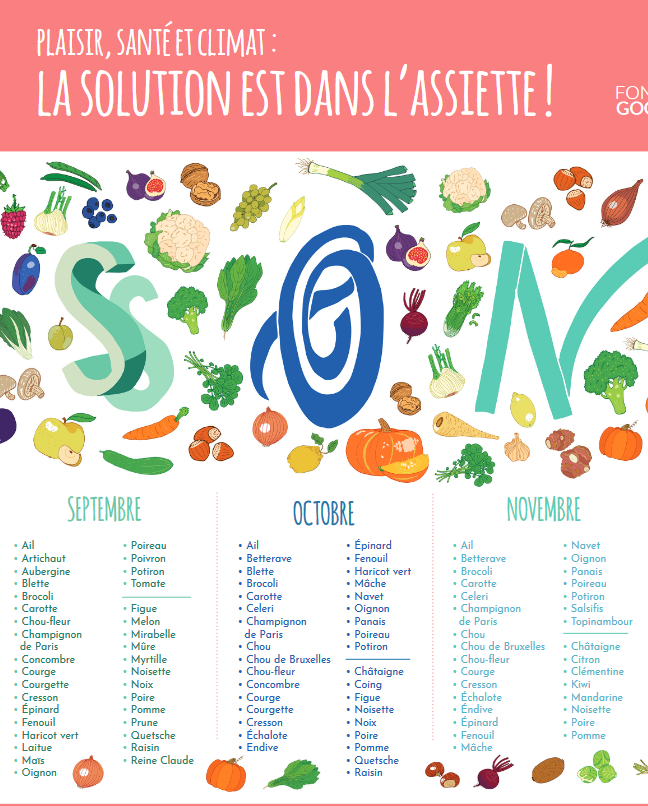 PLAISIR, SANTÉ ET CLIMAT :
LA SOLUTION EST DANS L'ASSIETTE !
S
O
N
SEPTEMBRE
• Ail
• Artichaut
• Aubergine
• Blette
• Brocoli
• Carotte
• Chou-fleur
• Champignon
de Paris
• Concombre
• Courge
• Courgette
• Cresson
• Épinard
• Fenouil
• Haricot vert
• Laitue
• Maïs
• Oignon
• Poireau
• Poivron
• Potiron
• Tomate
• Figue
• Melon
• Mirabelle
• Mûre
• Myrtille
• Noisette
• Noix
• Poire
• Pomme
• Prune
• Quetsche
• Raisin
• Reine Claude
OCTOBRE
• Ail
• Betterave
• Blette
• Brocoli
• Carotte
• Celeri
• Champignon
de Paris
• Chou
• Chou de Bruxelles
• Chou-fleur
• Concombre
• Courge
• Courgette
• Cresson
• Échalote
• Endive
• Épinard
• Fenouil
• Haricot vert
• Mâche
• Navet
• Oignon
• Panais
• Poireau
• Potiron
• Châtaigne
• Coing
• Figue
• Noisette
• Noix
• Poire
• Pomme
• Quetsche
• Raisin
NOVEMBRE
• Ail
• Betterave
• Brocoli
• Carotte
• Celeri
• Champignon
de Paris
• Chou
• Chou de Bruxelles
• Chou-fleur
• Courge
• Cresson
• Échalote
• Endive
• Épinard
• Fenouil
• Mâche
• Navet
• Oignon
• Panais
• Poireau
• Potiron
• Salsifis
• Topinambour
• Châtaigne
• Citron
• Clémentine
• Kiwi
• Mandarine
• Noisette
• Poire
• Pomme